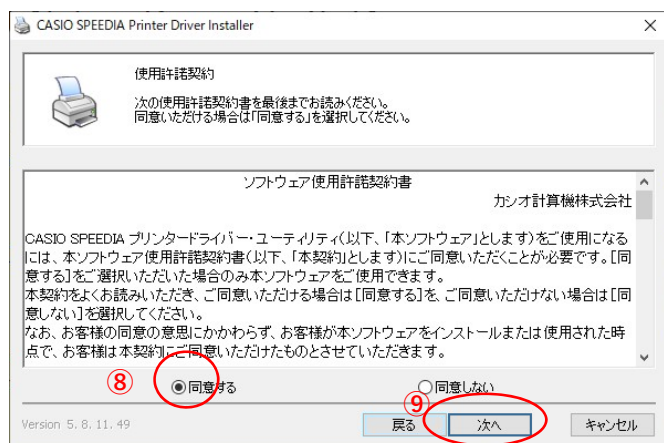 CASIO SPEEDIA Printer Driver Installer
使用許諾契約
次の使用許諾契約書を最後までお読みください。
同意いただける場合は「同意する」を選択してください。
ソフトウェア使用許諾契約書
カシオ計算機株式会社
CASIO SPEEDIA プリンタードライバー・ユーティリティ(以下、「本ソフトウェア」とします)をご使用になる
には、本ソフトウェア使用許諾契約書(以下、「本契約」とします)にご同意いただくことが必要です。[同
意する]をご選択いただいた場合のみ本ソフトウェアをご使用できます。
本契約をよくお読みいただき、ご同意いただける場合は[同意する]を、ご同意いただけない場合は[同
意しない]を選択してください。
なお、お客様の同意の意思にかかわらず、お客様が本ソフトウェアをインストールまたは使用された時
点で、お客様は本契約にご同意いただけたものとさせていただきます。
⑧ 同意する 同意しない
⑨
Version 5. 8. 11. 49 戻る 次へ キャンセル